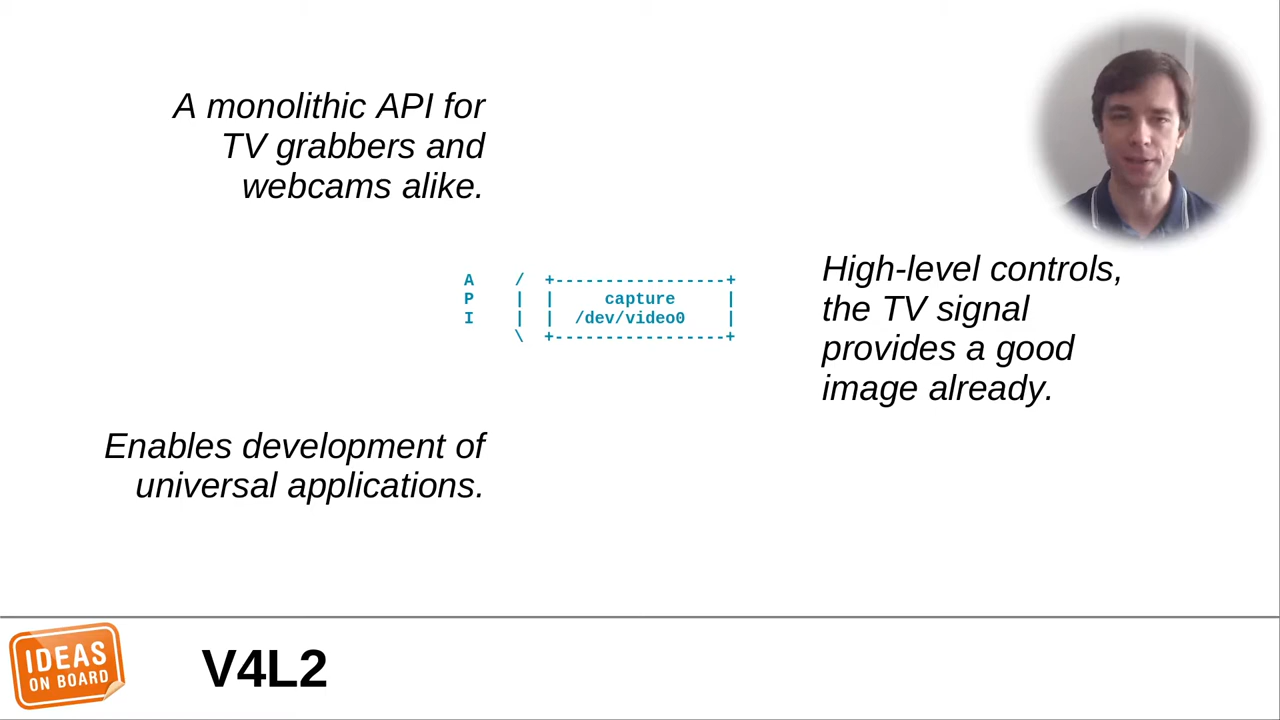 A monolithic API for
TV grabbers and
webcams alike.
High-level controls,
the TV signal
provides a good
image already.
A / +-----------------+
P | | capture |
I | | /dev/video0 |
\ +-----------------+
Enables development of
universal applications.
IDEAS
ON BOARD
V4L2